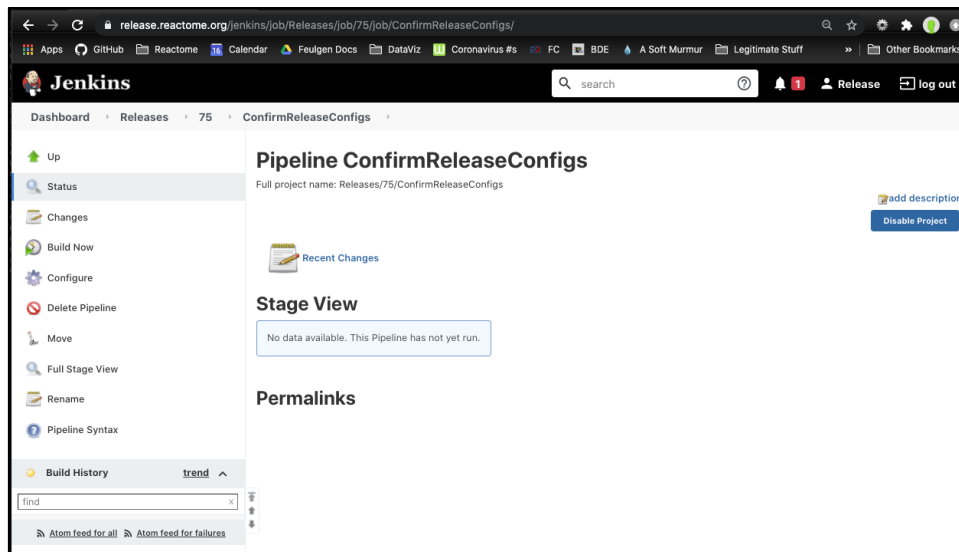 release.reactome.org/jenkins/job/Releases/job/75/job/ConfirmReleaseConfigs/
Apps GitHub Reactome Calendar Feulgen Docs DataViz Coronavirus #s FC BDE A Soft Murmur Legitimate Stuff » Other Bookmarks
Jenkins search 1 Release log out
Dashboard Releases 75 ConfirmReleaseConfigs
Up
Status
Changes
Build Now
Configure
Delete Pipeline
Move
Full Stage View
Rename
Pipeline Syntax
Build History trend
find x
Atom feed for all Atom feed for failures
Pipeline ConfirmReleaseConfigs
Full project name: Releases/75/ConfirmReleaseConfigs
add description
Disable Project
Recent Changes
Stage View
No data available. This Pipeline has not yet run.
Permalinks